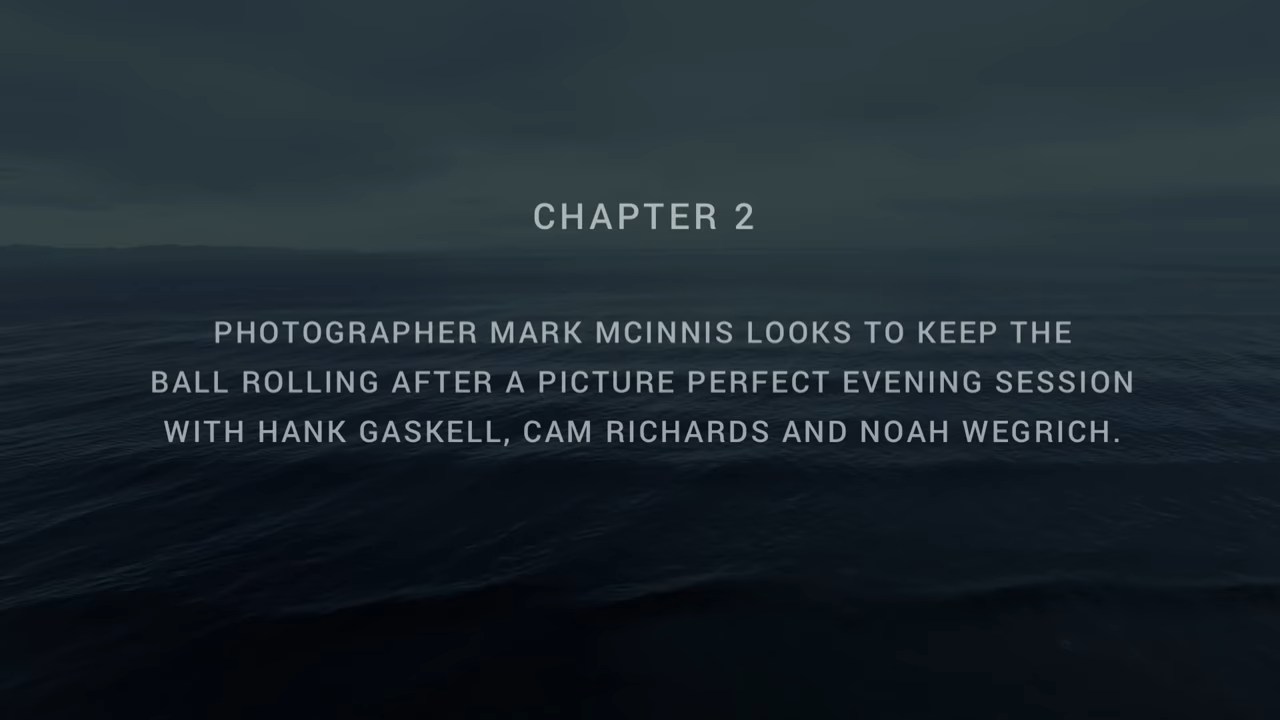 CHAPTER 2
PHOTOGRAPHER MARK MCINNIS LOOKS TO KEEP THE
BALL ROLLING AFTER A PICTURE PERFECT EVENING SESSION
WITH HANK GASKELL, CAM RICHARDS AND NOAH WEGRICH.